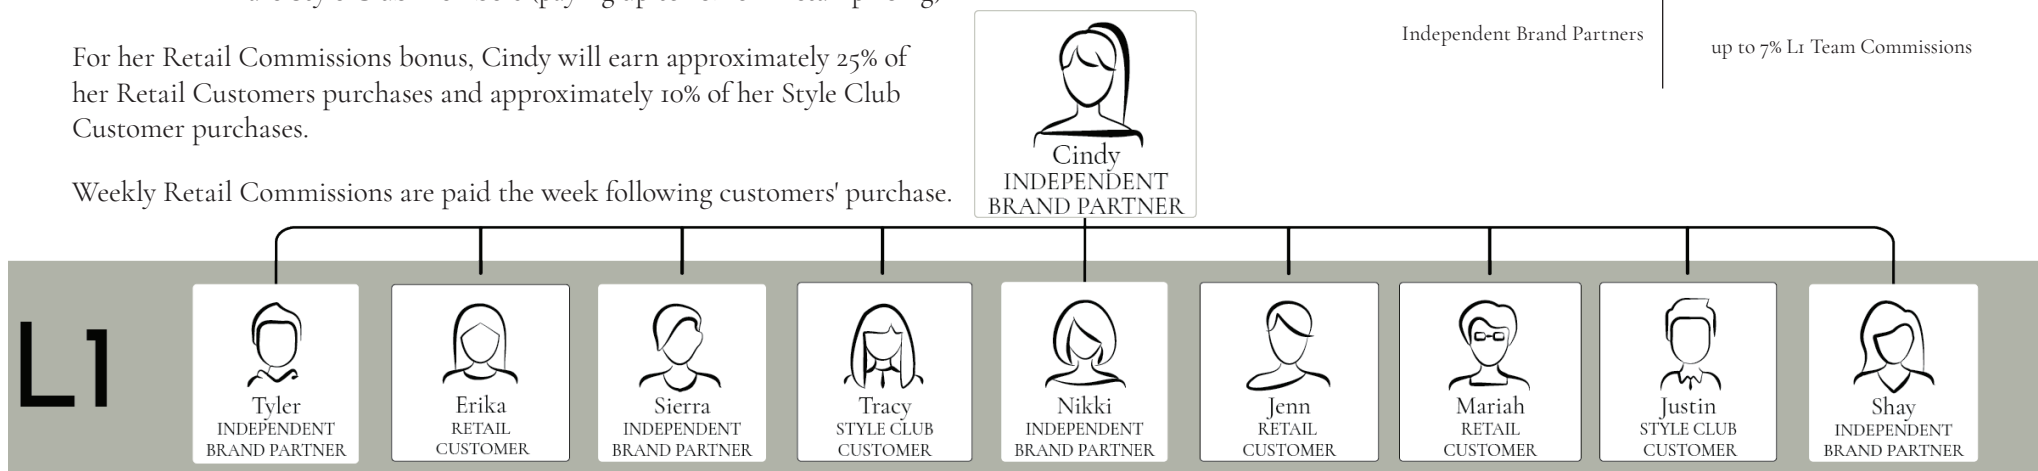 For her Retail Commissions bonus, Cindy will earn approximately 25% of
her Retail Customers purchases and approximately 10% of her Style Club
Customer purchases.
Weekly Retail Commissions are paid the week following customers' purchase.
Cindy
INDEPENDENT
BRAND PARTNER
Independent Brand Partners
up to 7% L1 Team Commissions
L1
Tyler
INDEPENDENT
BRAND PARTNER
Erika
RETAIL
CUSTOMER
Sierra
INDEPENDENT
BRAND PARTNER
Tracy
STYLE CLUB
CUSTOMER
Nikki
INDEPENDENT
BRAND PARTNER
Jenn
RETAIL
CUSTOMER
Mariah
RETAIL
CUSTOMER
Justin
STYLE CLUB
CUSTOMER
Shay
INDEPENDENT
BRAND PARTNER